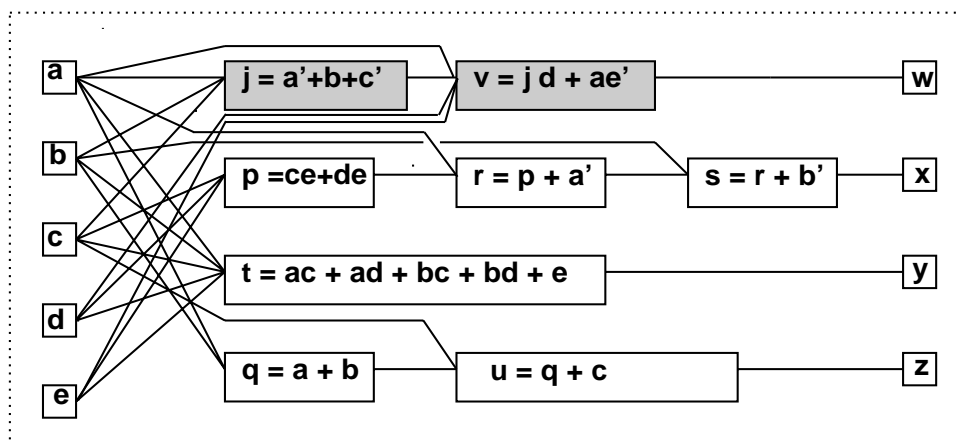 a j = a’+b+c’ v = j d + ae’ w
b p =ce+de r = p + a’ s = r + b’ x
c
t = ac + ad + bc + bd + e y
d
q = a + b u = q + c z
e